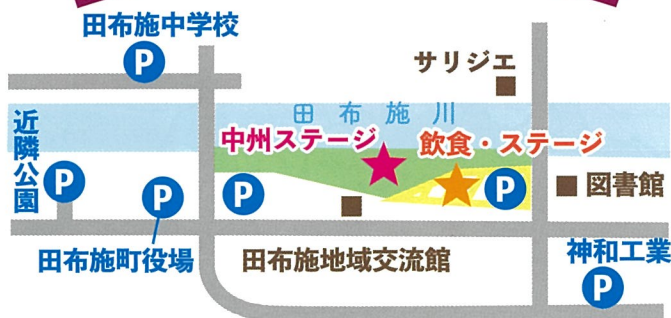 田布施中学校
P
サリジエ
田布施川
近隣公園
中州ステージ
飲食・ステージ
P
P
P
P
図書館
田布施町役場
田布施地域交流館
神和工業
P